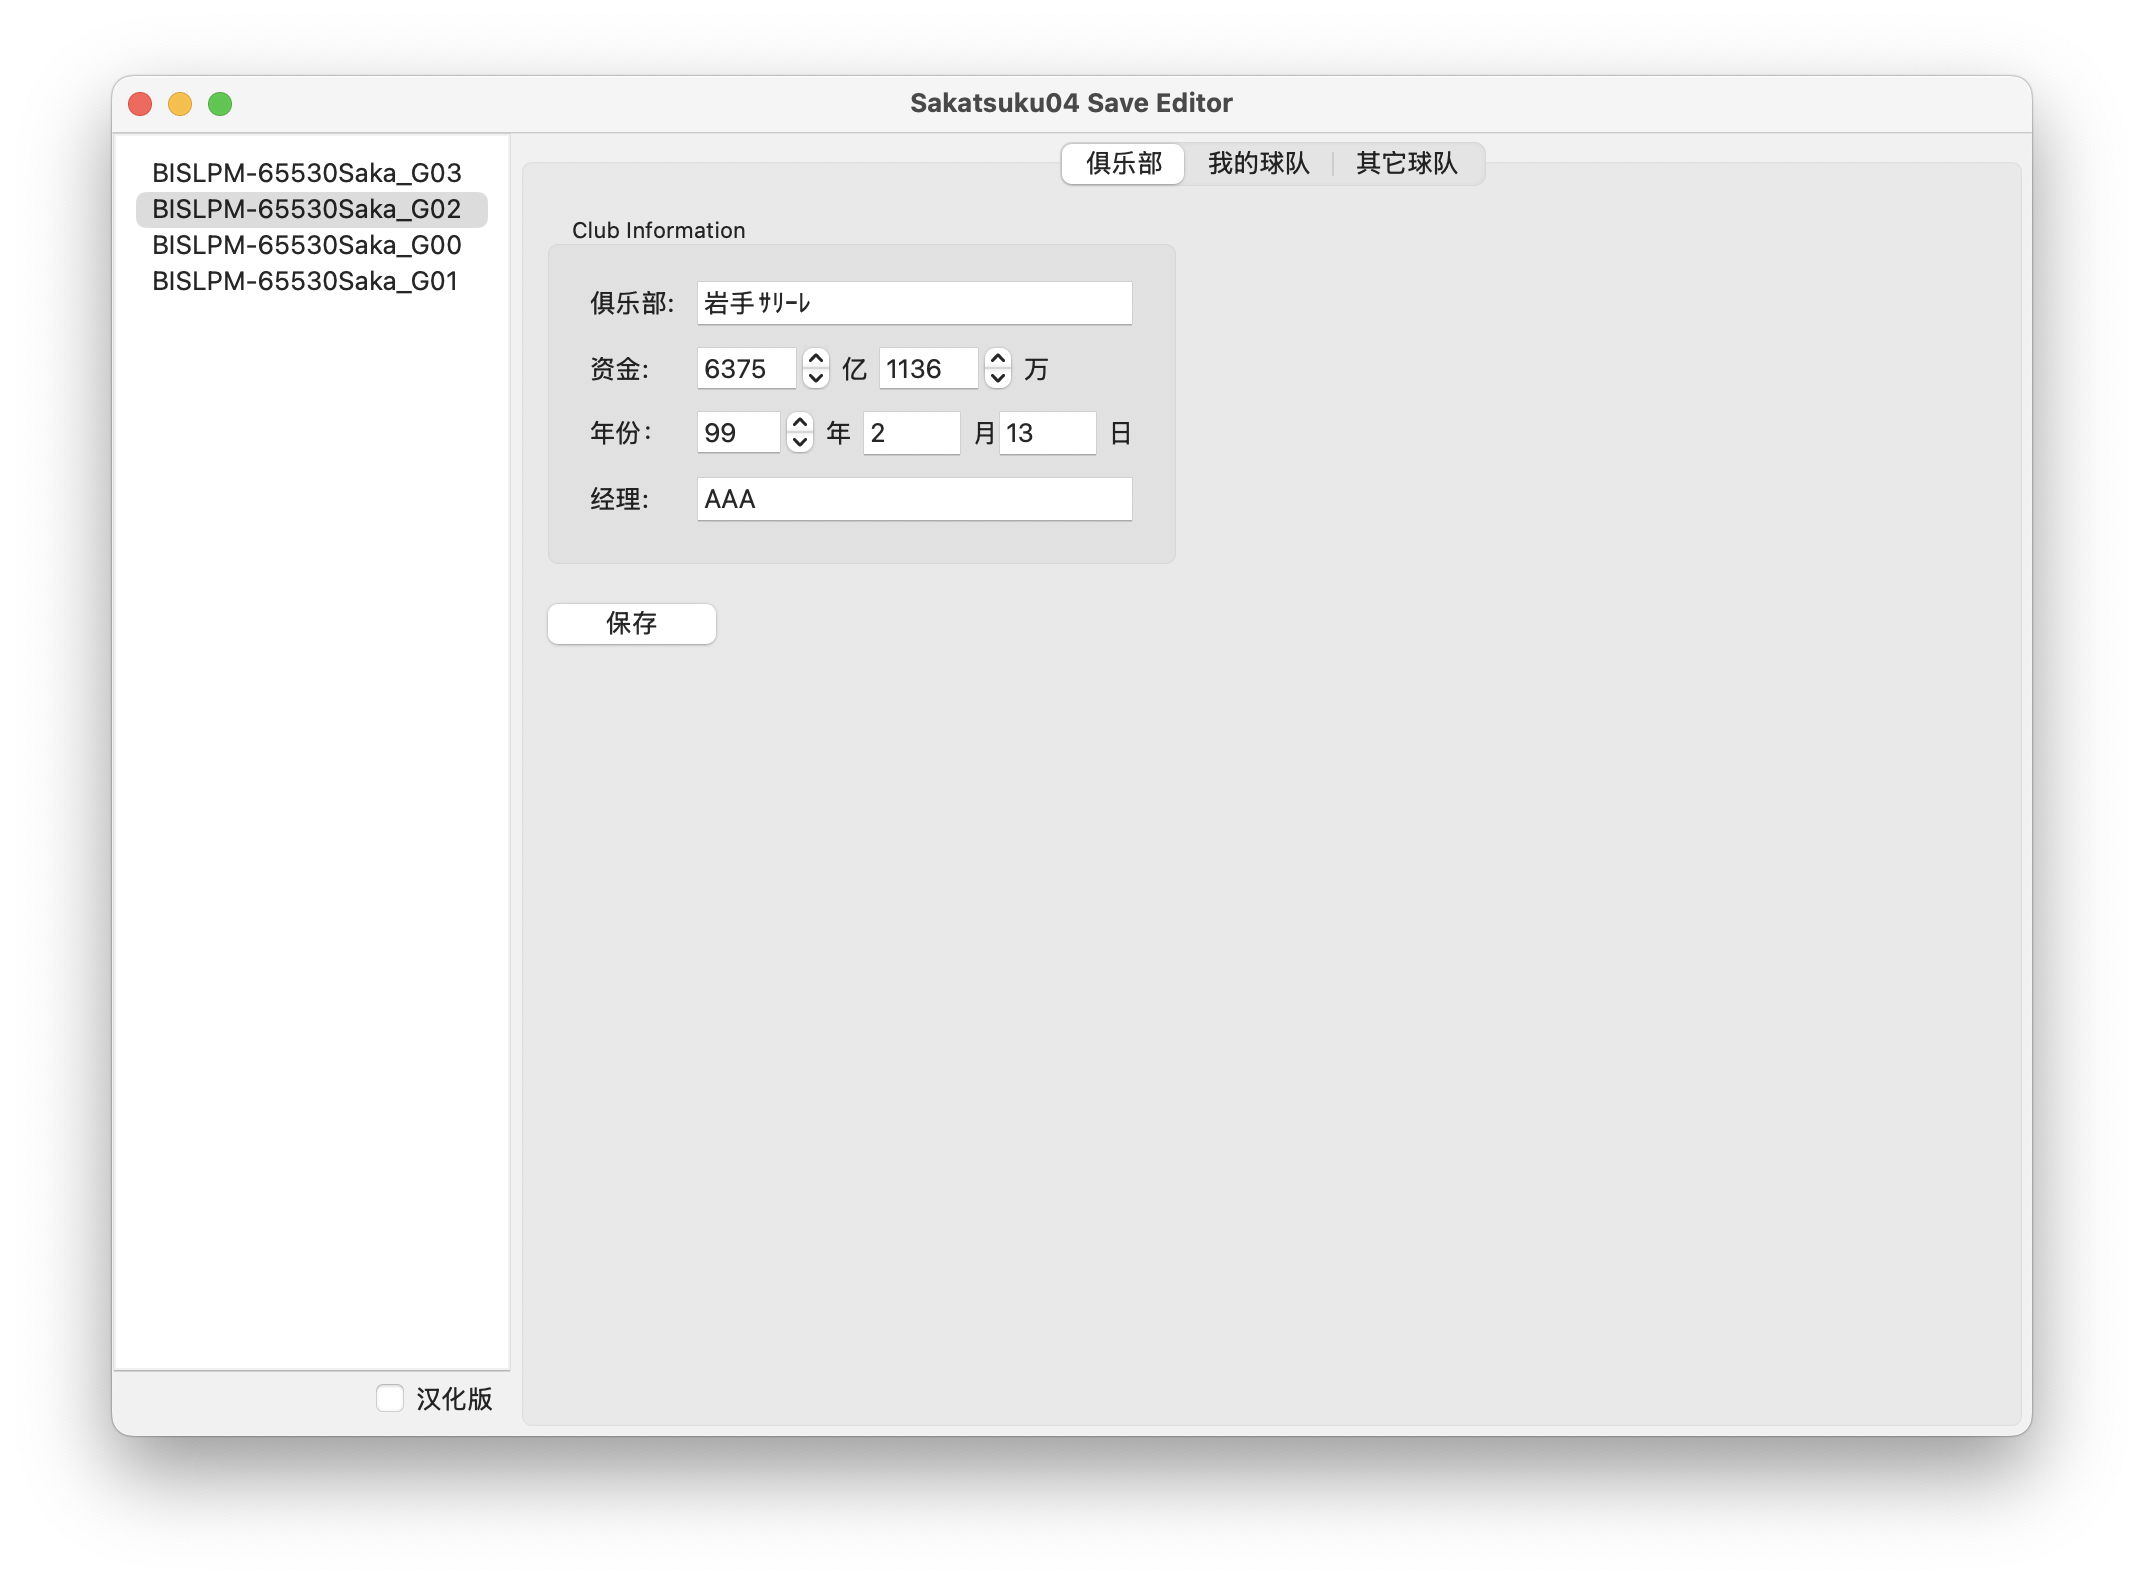 Sakatsuku04 Save Editor
BISLPM-65530Saka_G03
BISLPM-65530Saka_G02
BISLPM-65530Saka_G00
BISLPM-65530Saka_G01
汉化版
俱乐部 我的球队 其它球队
Club Information
俱乐部: 岩手ｻﾘｰﾚ
资金: 6375 亿 1136 万
年份: 99 年 2 月 13 日
经理: AAA
保存